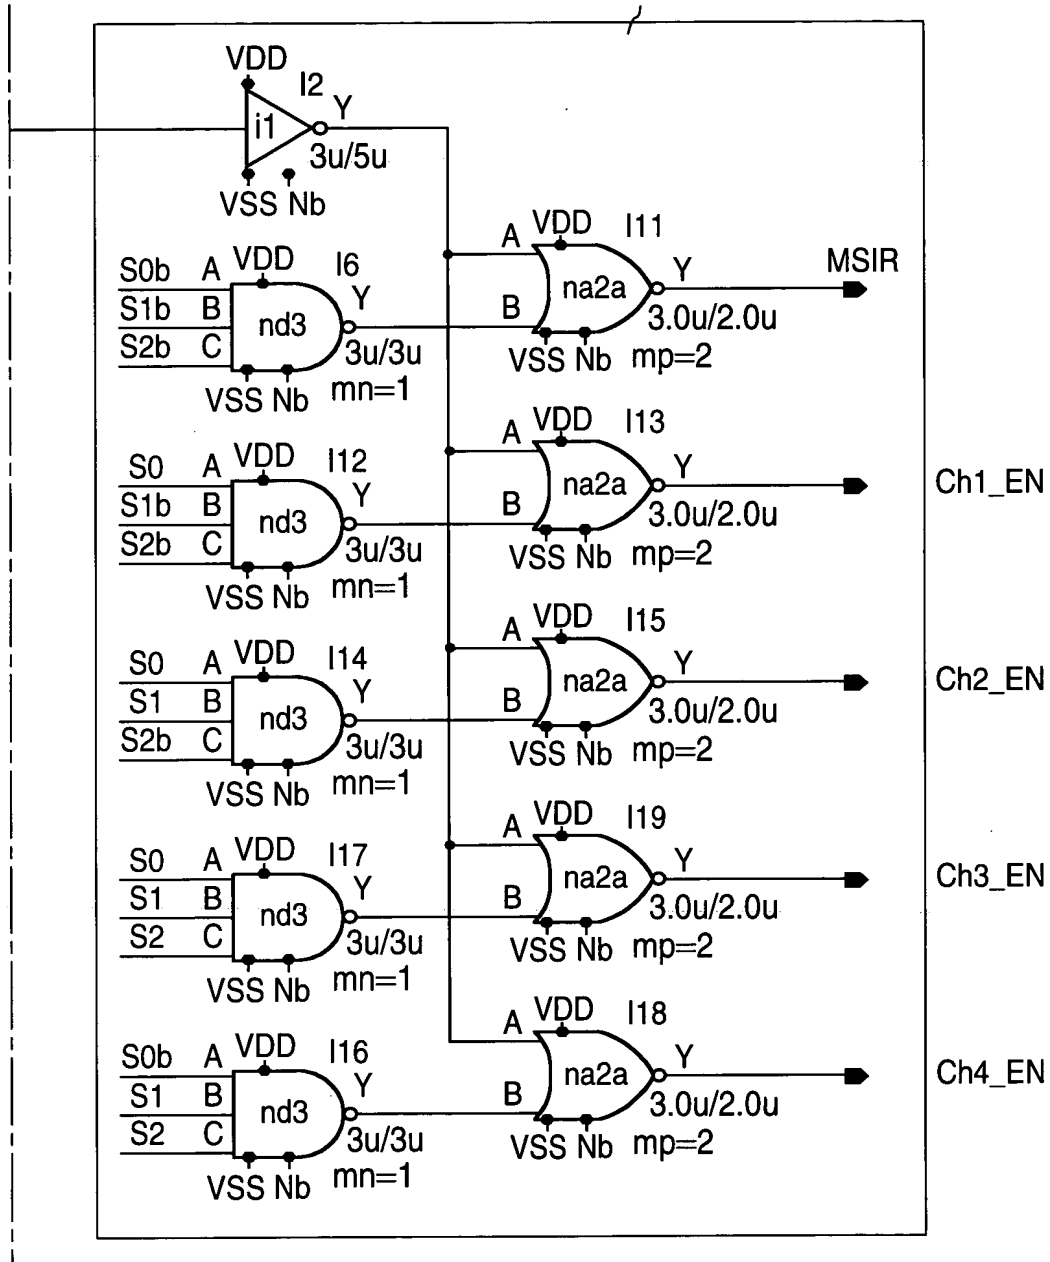 VDD
I2
Y
i1
3u/5u
VSS Nb
VDD
I11
A
Y
MSIR
na2a
B
3.0u/2.0u
VSS Nb mp=2
S0b A VDD I6
S1b B Y
nd3
S2b C
3u/3u
VSS Nb mn=1
VDD
I13
A
Y
Ch1_EN
na2a
B
3.0u/2.0u
VSS Nb mp=2
S0 A VDD I12
S1b B Y
nd3
S2b C
3u/3u
VSS Nb mn=1
VDD
I15
A
Y
Ch2_EN
na2a
B
3.0u/2.0u
VSS Nb mp=2
S0 A VDD I14
S1 B Y
nd3
S2b C
3u/3u
VSS Nb mn=1
VDD
I19
A
Y
Ch3_EN
na2a
B
3.0u/2.0u
VSS Nb mp=2
S0 A VDD I17
S1 B Y
nd3
S2 C
3u/3u
VSS Nb mn=1
VDD
I18
A
Y
Ch4_EN
na2a
B
3.0u/2.0u
VSS Nb mp=2
S0b A VDD I16
S1 B Y
nd3
S2 C
3u/3u
VSS Nb mn=1